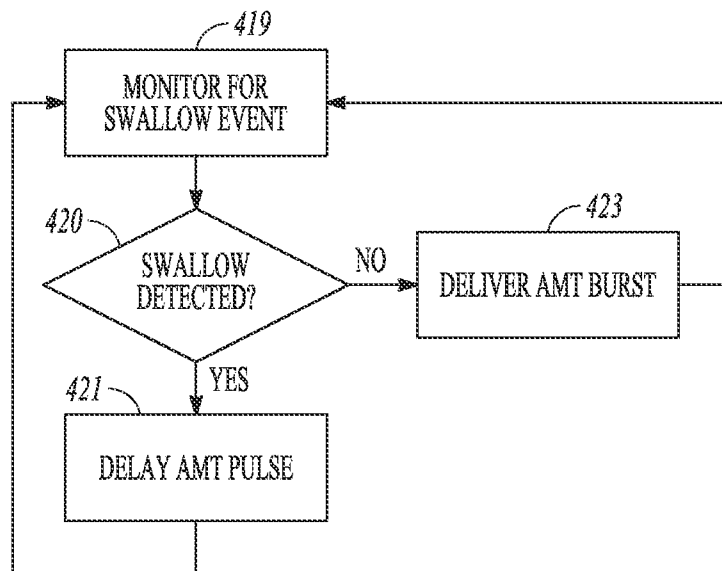 419
MONITOR FOR
SWALLOW EVENT
420
SWALLOW
DETECTED?
NO
423
DELIVER AMT BURST
YES
421
DELAY AMT PULSE